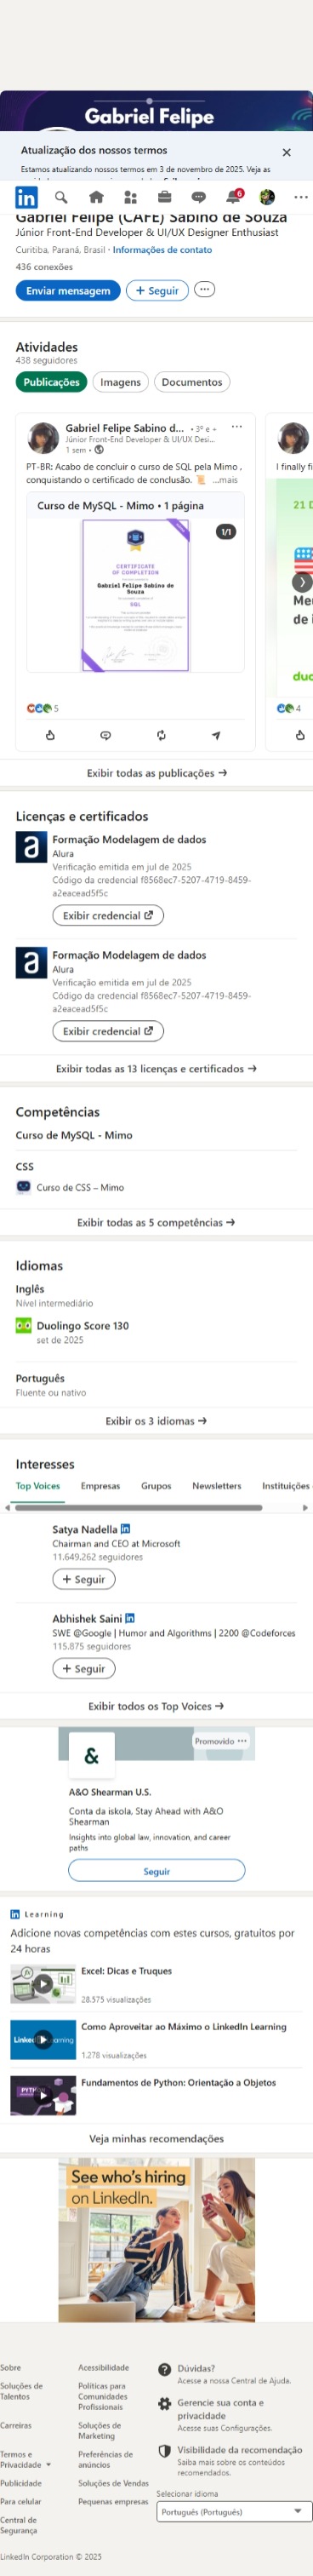 Gabriel Felipe
Atualização dos nossos termos
Estamos atualizando nossos termos em 3 de novembro de 2025. Veja as
6
Gabriel Felipe (CAFÉ) Sabino de Souza
Júnior Front-End Developer & UI/UX Designer Enthusiast
Curitiba, Paraná, Brasil · Informações de contato
436 conexões
Enviar mensagem
+ Seguir
Atividades
438 seguidores
Publicações
Imagens
Documentos
Gabriel Felipe Sabino d... • 3º e +
Júnior Front-End Developer & UI/UX Desi...
1 sem •
PT-BR: Acabo de concluir o curso de SQL pela Mimo ,
conquistando o certificado de conclusão. 📜 ...mais
Curso de MySQL - Mimo • 1 página
1/1
CERTIFICATE
OF COMPLETION
Gabriel Felipe Sabino de
Souza
SQL
5
I finally fi
21 D
Me
de i
duo
4
Exibir todas as publicações →
Licenças e certificados
a
Formação Modelagem de dados
Alura
Verificação emitida em jul de 2025
Código da credencial f8568ec7-5207-4719-8459-
a2eacead5f5c
Exibir credencial
a
Formação Modelagem de dados
Alura
Verificação emitida em jul de 2025
Código da credencial f8568ec7-5207-4719-8459-
a2eacead5f5c
Exibir credencial
Exibir todas as 13 licenças e certificados →
Competências
Curso de MySQL - Mimo
CSS
Curso de CSS – Mimo
Exibir todas as 5 competências →
Idiomas
Inglês
Nível intermediário
Duolingo Score 130
set de 2025
Português
Fluente ou nativo
Exibir os 3 idiomas →
Interesses
Top Voices
Empresas
Grupos
Newsletters
Instituições
Satya Nadella in
Chairman and CEO at Microsoft
11,649,262 seguidores
+ Seguir
Abhishek Saini in
SWE @Google | Humor and Algorithms | 2200 @Codeforces
115,875 seguidores
+ Seguir
Exibir todos os Top Voices →
Promovido
&
A&O Shearman U.S.
Conta da iskola, Stay Ahead with A&O
Shearman
Insights into global law, innovation, and career
paths
Seguir
in Learning
Adicione novas competências com estes cursos, gratuitos por
24 horas
Excel: Dicas e Truques
28.575 visualizações
Como Aproveitar ao Máximo o LinkedIn Learning
1.278 visualizações
Fundamentos de Python: Orientação a Objetos
Veja minhas recomendações
See who's hiring
on LinkedIn.
Sobre
Acessibilidade
Soluções de
Talentos
Políticas para
Comunidades
Profissionais
Carreiras
Soluções de
Marketing
Termos e
Privacidade
Preferências de
anúncios
Publicidade
Soluções de Vendas
Para celular
Pequenas empresas
Central de
Segurança
Dúvidas?
Acesse a nossa Central de Ajuda.
Gerencie sua conta e
privacidade
Acesse suas Configurações.
Visibilidade da recomendação
Saiba mais sobre os conteúdos
recomendados.
Selecionar idioma
Português (Português)
LinkedIn Corporation © 2025